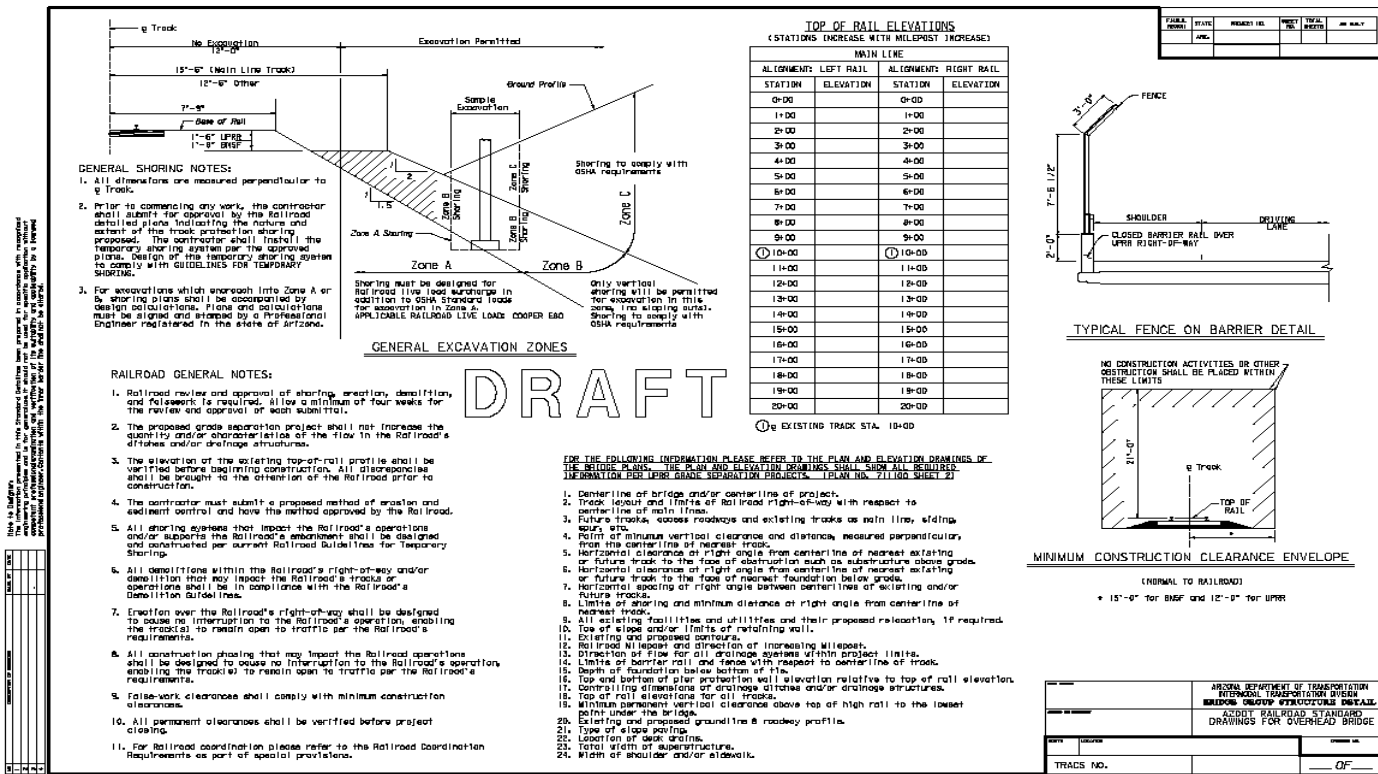 ℄ Track
No Excavation
12'-0"
Excavation Permitted
15'-6" (Main Line Track)
12'-6" Other
7'-9"
Base of Rail
1'-6" UPRR
1'-8" BNSF
Sample
Excavation
Ground Profile
1
2
1
1.5
Zone B
Shoring
Zone C
Shoring
Zone B
Shoring
Zone C
Shoring to comply with
OSHA requirements
Zone A Shoring
Zone A
Zone B
Shoring must be designed for
Railroad live load surcharge in
addition to OSHA Standard loads
for excavation in Zone A.
APPLICABLE RAILROAD LIVE LOAD: COOPER E80
Only vertical
shoring will be permitted
for excavation in this
zone, (no sloping cuts).
Shoring to comply with
OSHA requirements
GENERAL EXCAVATION ZONES
GENERAL SHORING NOTES:
1. All dimensions are measured perpendicular to
℄ Track.
2. Prior to commencing any work, the contractor
shall submit for approval by the Railroad
detailed plans indicating the nature and
extent of the track protection shoring
proposed. The contractor shall install the
temporary shoring system per the approved
plans. Design of the temporary shoring system
to comply with GUIDELINES FOR TEMPORARY
SHORING.
3. For excavations which encroach into Zone A or
B, shoring plans shall be accompanied by
design calculations. Plans and calculations
must be signed and stamped by a Professional
Engineer registered in the state of Arizona.
RAILROAD GENERAL NOTES:
1. Railroad review and approval of shoring, erection, demolition,
and falsework is required. Allow a minimum of four weeks for
the review and approval of each submittal.
2. The proposed grade separation project shall not increase the
quantity and/or characteristics of the flow in the Railroad's
ditches and/or drainage structures.
3. The elevation of the existing top-of-rail profile shall be
verified before beginning construction. All discrepancies
shall be brought to the attention of the Railroad prior to
construction.
4. The contractor must submit a proposed method of erosion and
sediment control and have the method approved by the Railroad.
5. All shoring systems that impact the Railroad's operations
and/or supports the Railroad's embankment shall be designed
and constructed per current Railroad Guidelines for Temporary
Shoring.
6. All demolitions within the Railroad's right-of-way and/or
demolition that may impact the Railroad's tracks or
operations shall be in compliance with the Railroad's
Demolition Guidelines.
7. Erection over the Railroad's right-of-way shall be designed
to cause no interruption to the Railroad's operation, enabling
the track(s) to remain open to traffic per the Railroad's
requirements.
8. All construction phasing that may impact the Railroad operations
shall be designed to cause no interruption to the Railroad's operation,
enabling the track(s) to remain open to traffic per the Railroad's
requirements.
9. False-work clearances shall comply with minimum construction
clearances.
10. All permanent clearances shall be verified before project
closing.
11. For Railroad coordination please refer to the Railroad Coordination
Requirements as part of special provisions.
DRAFT
TOP OF RAIL ELEVATIONS
(STATIONS INCREASE WITH MILEPOST INCREASE)
MAIN LINE
ALIGNMENT: LEFT RAIL ALIGNMENT: RIGHT RAIL
STATION ELEVATION STATION ELEVATION
0+00 0+00
1+00 1+00
2+00 2+00
3+00 3+00
4+00 4+00
5+00 5+00
6+00 6+00
7+00 7+00
8+00 8+00
9+00 9+00
1 10+00 1 10+00
11+00 11+00
12+00 12+00
13+00 13+00
14+00 14+00
15+00 15+00
16+00 16+00
17+00 17+00
18+00 18+00
19+00 19+00
20+00 20+00
1 ℄ EXISTING TRACK STA. 10+00
FOR THE FOLLOWING INFORMATION PLEASE REFER TO THE PLAN AND ELEVATION DRAWINGS OF
THE BRIDGE PLANS. THE PLAN AND ELEVATION DRAWINGS SHALL SHOW ALL REQUIRED
INFORMATION PER UPRR GRADE SEPARATION PROJECTS. (PLAN NO. 711100 SHEET 2)
1. Centerline of bridge and/or centerline of project.
2. Track layout and limits of Railroad right-of-way with respect to
centerline of main lines.
3. Future tracks, access roadways and existing tracks as main line, siding,
spur, etc.
4. Point of minimum vertical clearance and distance, measured perpendicular,
from the centerline of nearest track.
5. Horizontal clearance at right angle from centerline of nearest existing
or future track to the face of obstruction such as substructure above grade.
6. Horizontal clearance at right angle from centerline of nearest existing
or future track to the face of nearest foundation below grade.
7. Horizontal spacing at right angle between centerlines of existing and/or
future tracks.
8. Limits of shoring and minimum distance at right angle from centerline of
nearest track.
9. All existing facilities and utilities and their proposed relocation, if required.
10. Toe of slope and/or limits of retaining wall.
11. Existing and proposed contours.
12. Railroad Milepost and direction of increasing Milepost.
13. Direction of flow for all drainage systems within project limits.
14. Limits of barrier rail and fence with respect to centerline of track.
15. Depth of foundation below bottom of tie.
16. Top and bottom of pier protection wall elevation relative to top of rail elevation.
17. Controlling dimensions of drainage ditches and/or drainage structures.
18. Top of rail elevations for all tracks.
19. Minimum permanent vertical clearance above top of high rail to the lowest
point under the bridge.
20. Existing and proposed groundline & roadway profile.
21. Type of slope paving.
22. Location of deck drains.
23. Total width of superstructure.
24. Width of shoulder and/or sidewalk.
STATE
PROJECT NO.
SHEET
NO.
TOTAL
SHEETS
AS BUILT
ARIZ.
3'-0"
FENCE
7'-6 1/2"
2'-0"
SHOULDER
DRIVING
LANE
CLOSED BARRIER RAIL OVER
UPRR RIGHT-OF-WAY
TYPICAL FENCE ON BARRIER DETAIL
NO CONSTRUCTION ACTIVITIES OR OTHER
OBSTRUCTION SHALL BE PLACED WITHIN
THESE LIMITS
21'-0"
℄ Track
TOP OF
RAIL
*
MINIMUM CONSTRUCTION CLEARANCE ENVELOPE
(NORMAL TO RAILROAD)
* 15'-0" for BNSF and 12'-0" for UPRR
ARIZONA DEPARTMENT OF TRANSPORTATION
INTERMODAL TRANSPORTATION DIVISION
BRIDGE GROUP STRUCTURE DETAIL
AZDOT RAILROAD STANDARD
DRAWINGS FOR OVERHEAD BRIDGE
ROUTE
LOCATION
DRAWING NO.
TRACS NO.
OF
Note to Designer: